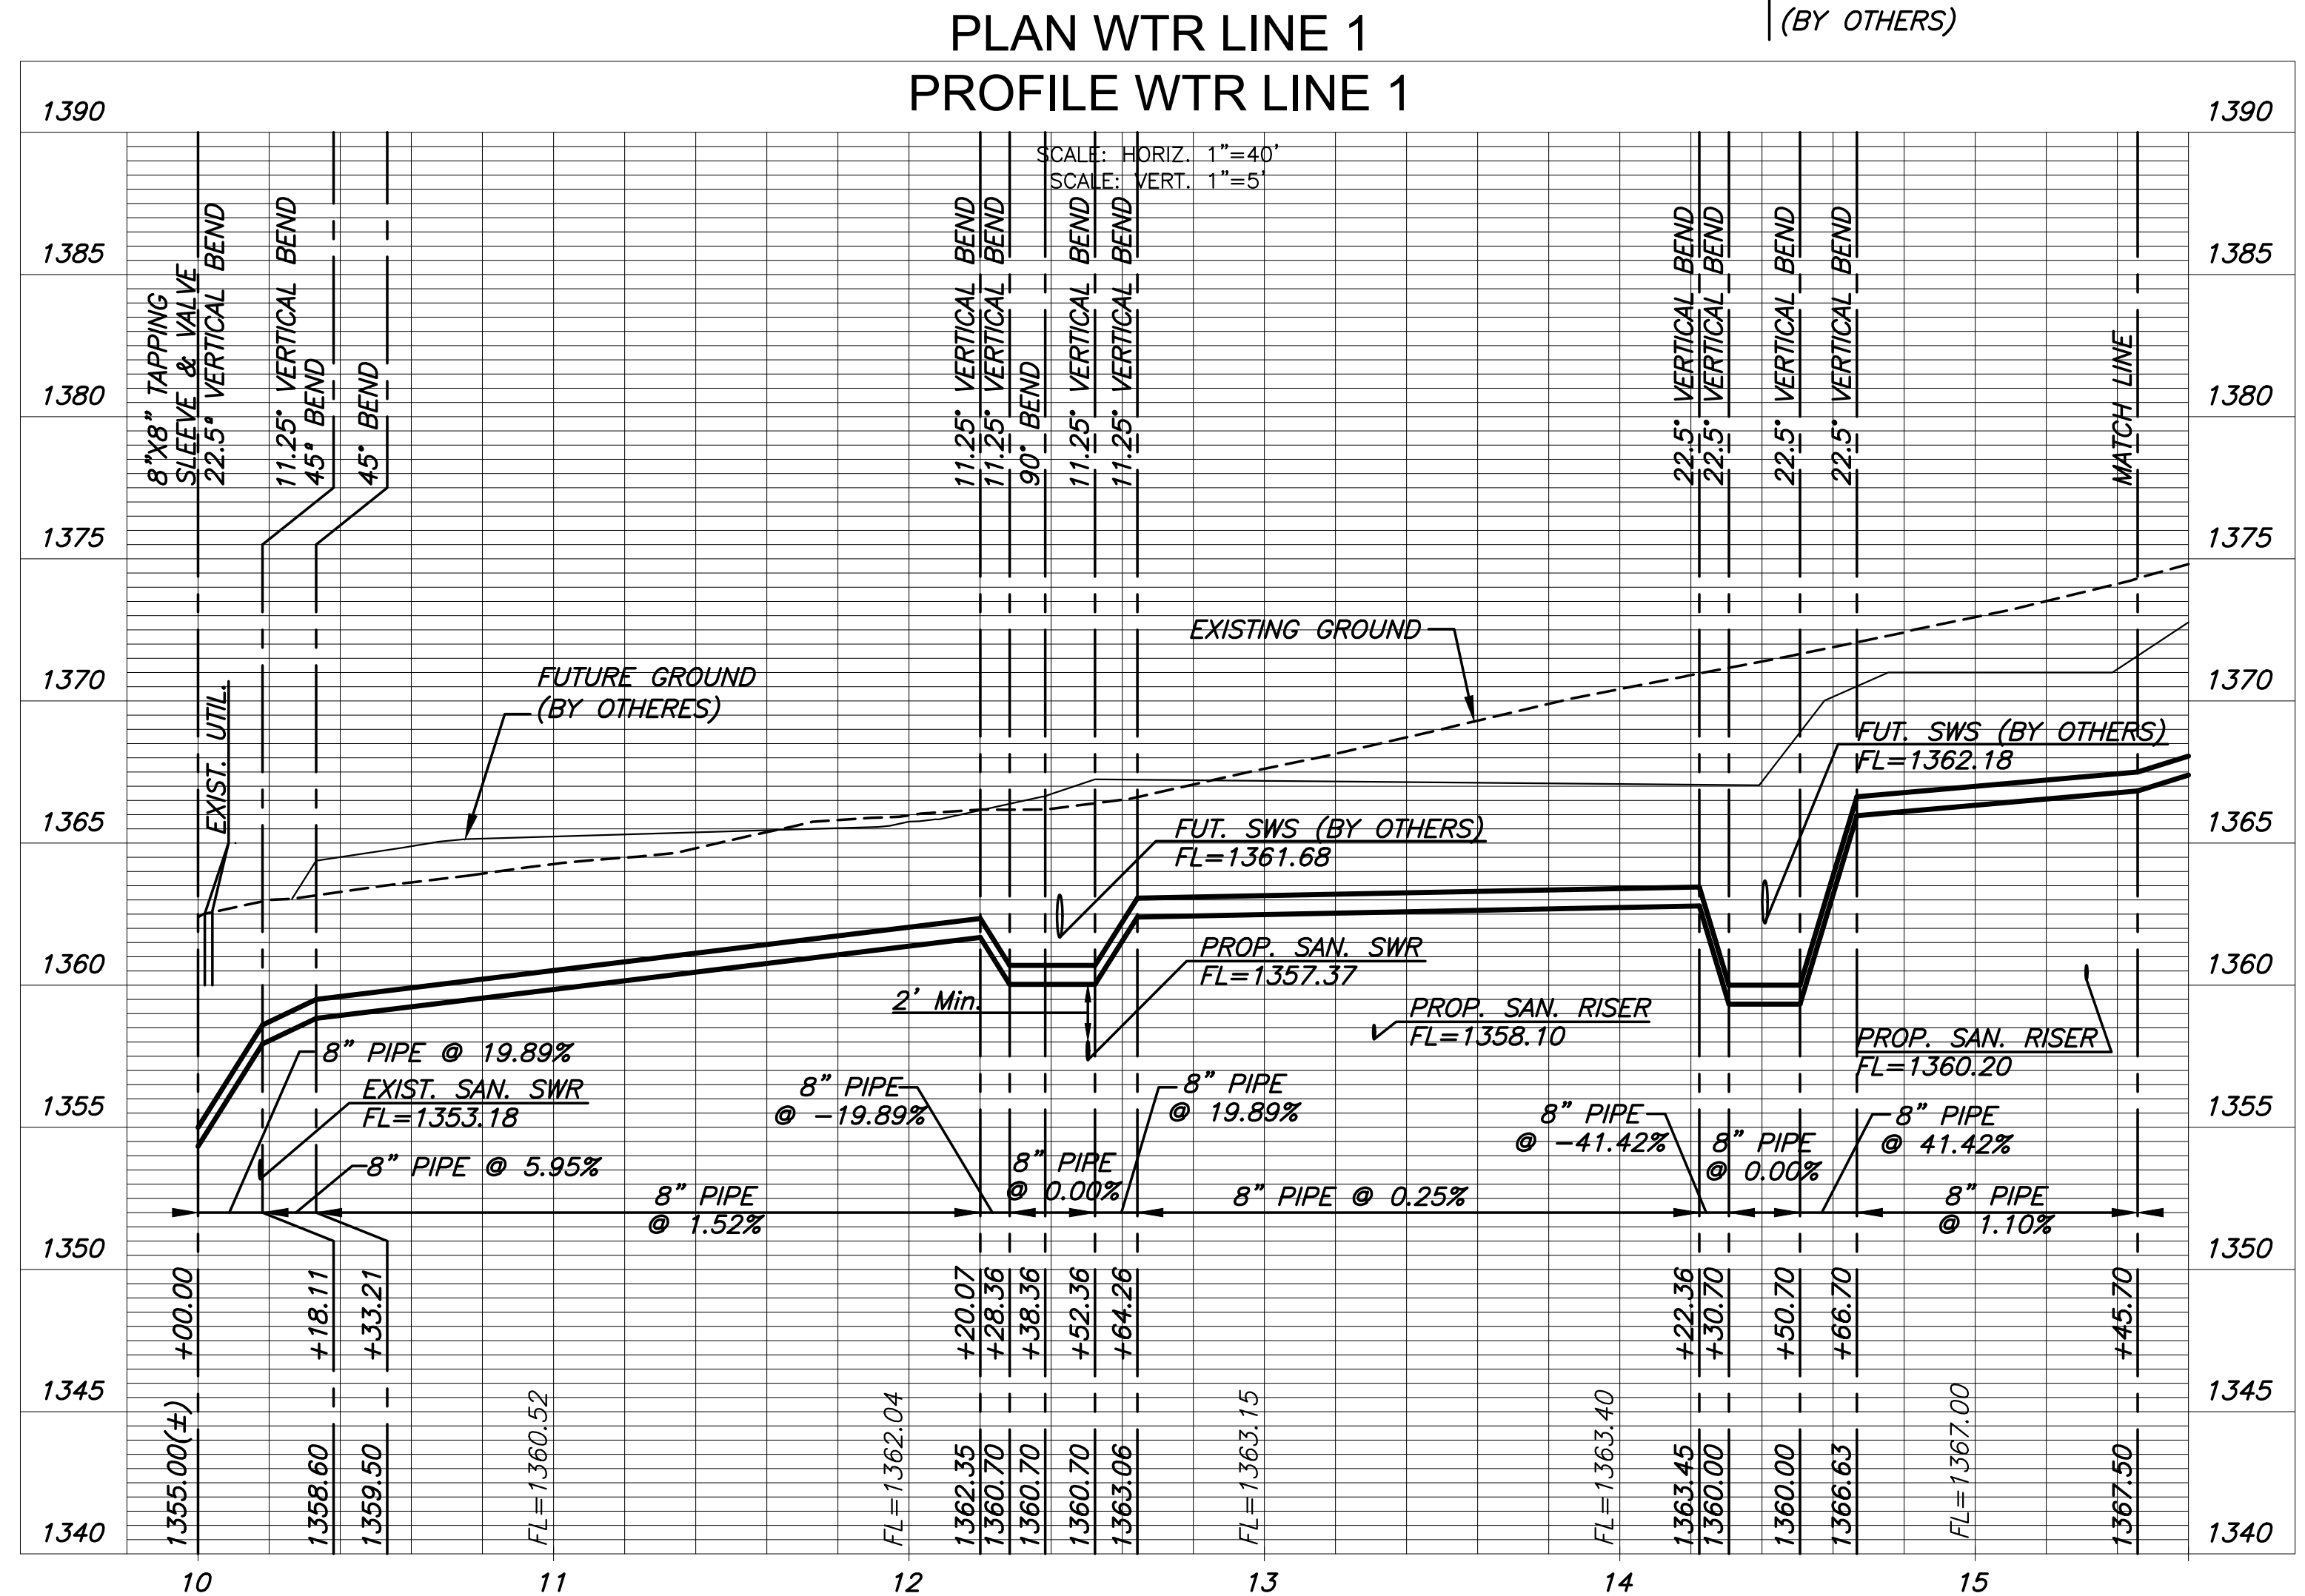 PLAN WTR LINE 1
(BY OTHERS)
PROFILE WTR LINE 1
1390
1390
SCALE: HORIZ. 1"=40'
SCALE: VERT. 1"=5'
1385
1385
1380
1380
1375
1375
1370
1370
1365
1365
1360
1360
1355
1355
1350
1350
1345
1345
1340
1340
8"X8" TAPPING
SLEEVE & VALVE
22.5° VERTICAL BEND
11.25° VERTICAL BEND
45° BEND
45° BEND
11.25° VERTICAL BEND
11.25° VERTICAL BEND
90° BEND
11.25° VERTICAL BEND
11.25° VERTICAL BEND
22.5° VERTICAL BEND
22.5° VERTICAL BEND
22.5° VERTICAL BEND
22.5° VERTICAL BEND
MATCH LINE
EXIST. UTIL.
FUTURE GROUND
(BY OTHERES)
EXISTING GROUND
FUT. SWS (BY OTHERS)
FL=1362.18
FUT. SWS (BY OTHERS)
FL=1361.68
PROP. SAN. SWR
FL=1357.37
2' Min.
PROP. SAN. RISER
FL=1358.10
PROP. SAN. RISER
FL=1360.20
8" PIPE @ 19.89%
EXIST. SAN. SWR
FL=1353.18
8" PIPE @ 5.95%
8" PIPE
@ 1.52%
8" PIPE
@ -19.89%
8" PIPE
@ 0.00%
8" PIPE
@ 19.89%
8" PIPE @ 0.25%
8" PIPE
@ -41.42%
8" PIPE
@ 0.00%
8" PIPE
@ 41.42%
8" PIPE
@ 1.10%
+00.00
+18.11
+33.21
+20.07
+28.36
+38.36
+52.36
+64.26
+22.36
+30.70
+50.70
+66.70
+45.70
1355.00(±)
1358.60
1359.50
FL=1360.52
FL=1362.04
1362.35
1360.70
1360.70
1360.70
1363.06
FL=1363.15
FL=1363.40
1363.45
1360.00
1360.00
1366.63
FL=1367.00
1367.50
10
11
12
13
14
15